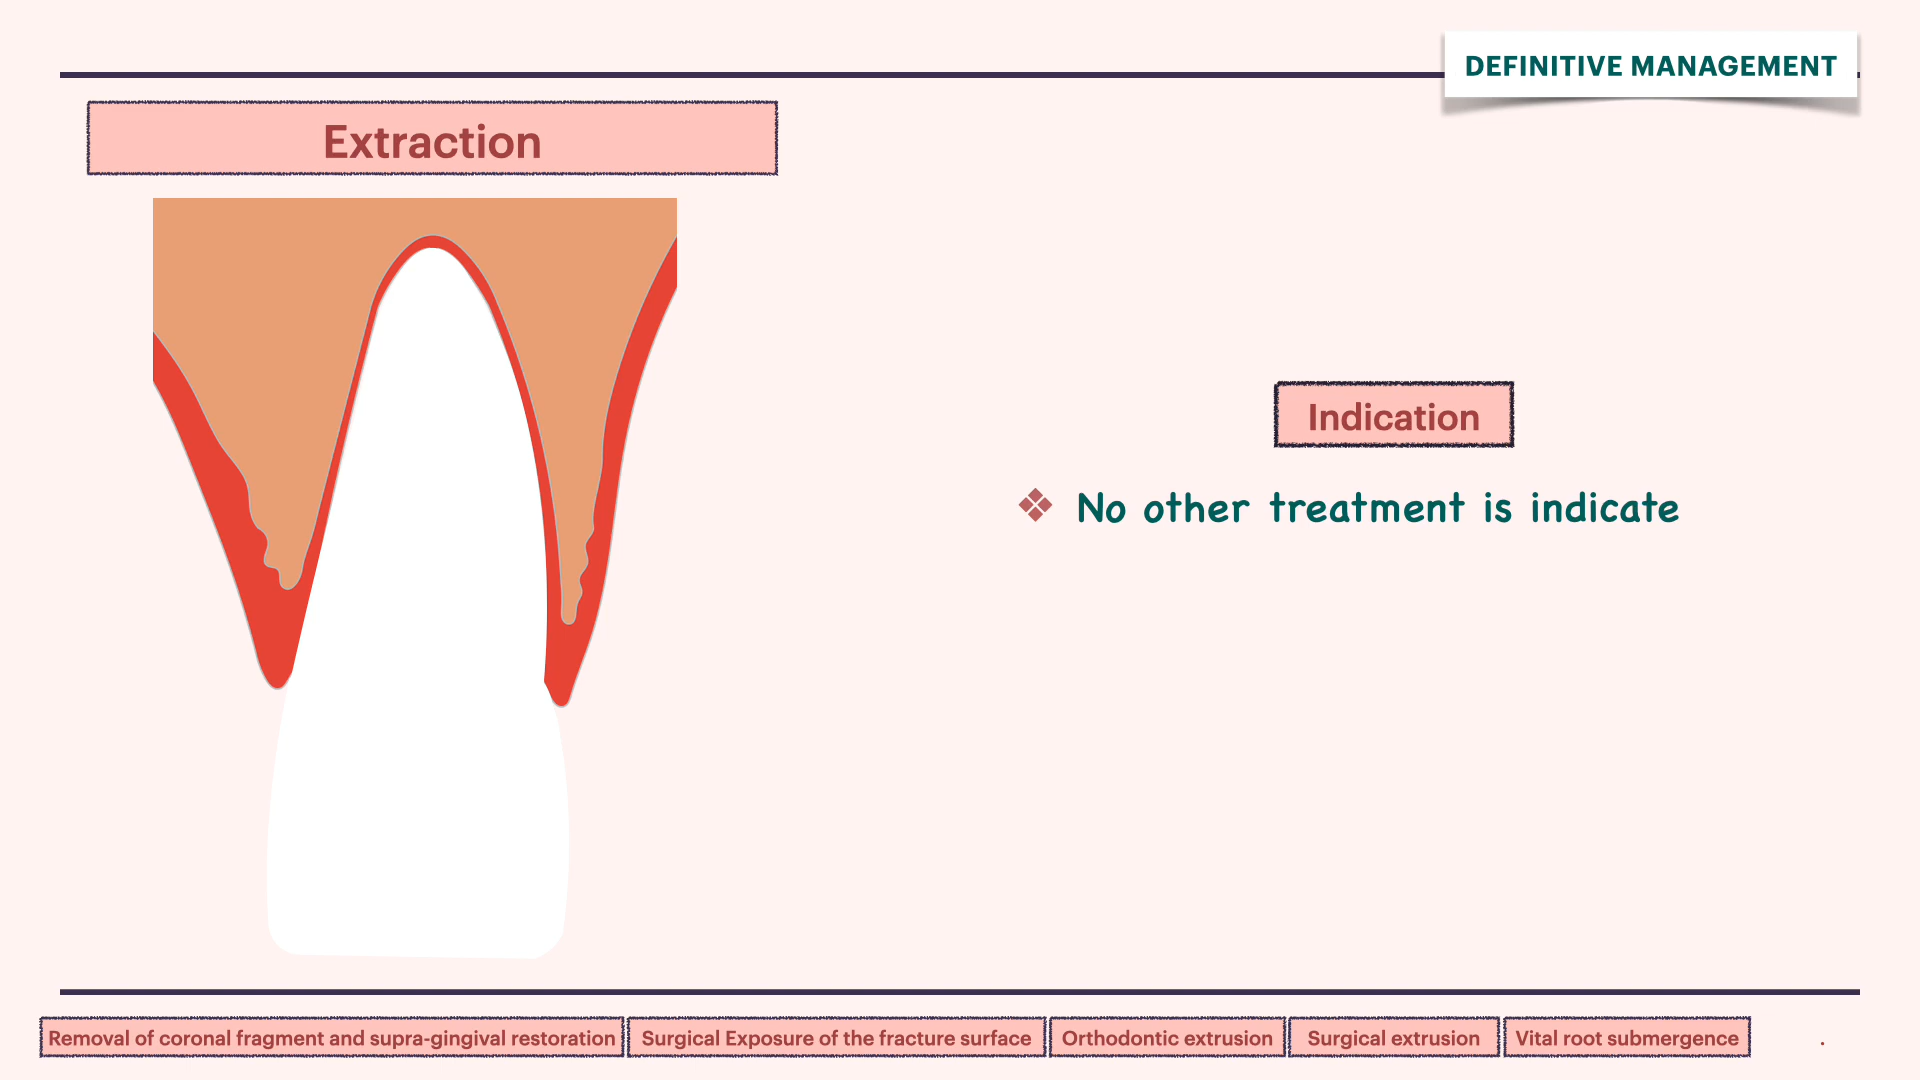 DEFINITIVE MANAGEMENT
Extraction
Indication
❖ No other treatment is indicate
Removal of coronal fragment and supra-gingival restoration
Surgical Exposure of the fracture surface
Orthodontic extrusion
Surgical extrusion
Vital root submergence
.